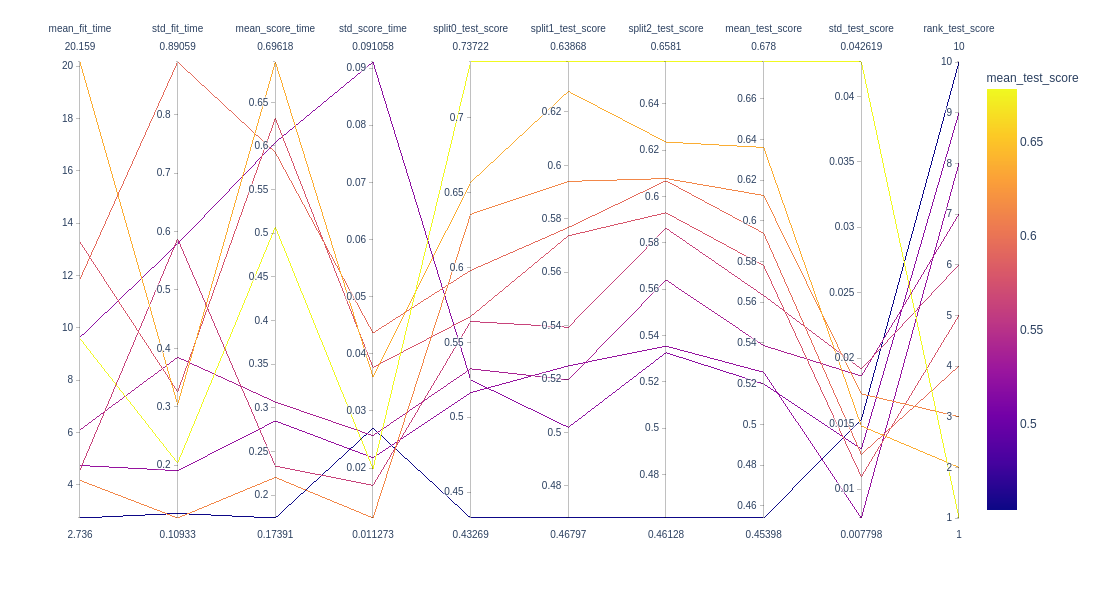 mean_fit_time std_fit_time mean_score_time std_score_time split0_test_score split1_test_score split2_test_score mean_test_score std_test_score rank_test_score
20.159 0.89059 0.69618 0.091058 0.73722 0.63868 0.6581 0.678 0.042619 10
20 18 16 14 12 10 8 6 4
0.8 0.7 0.6 0.5 0.4 0.3 0.2
0.65 0.6 0.55 0.5 0.45 0.4 0.35 0.3 0.25 0.2
0.09 0.08 0.07 0.06 0.05 0.04 0.03 0.02
0.7 0.65 0.6 0.55 0.5 0.45
0.62 0.6 0.58 0.56 0.54 0.52 0.5 0.48
0.64 0.62 0.6 0.58 0.56 0.54 0.52 0.5 0.48
0.66 0.64 0.62 0.6 0.58 0.56 0.54 0.52 0.5 0.48 0.46
0.04 0.035 0.03 0.025 0.02 0.015 0.01
10 9 8 7 6 5 4 3 2 1
2.736 0.10933 0.17391 0.011273 0.43269 0.46797 0.46128 0.45398 0.007798 1
mean_test_score
0.65
0.6
0.55
0.5